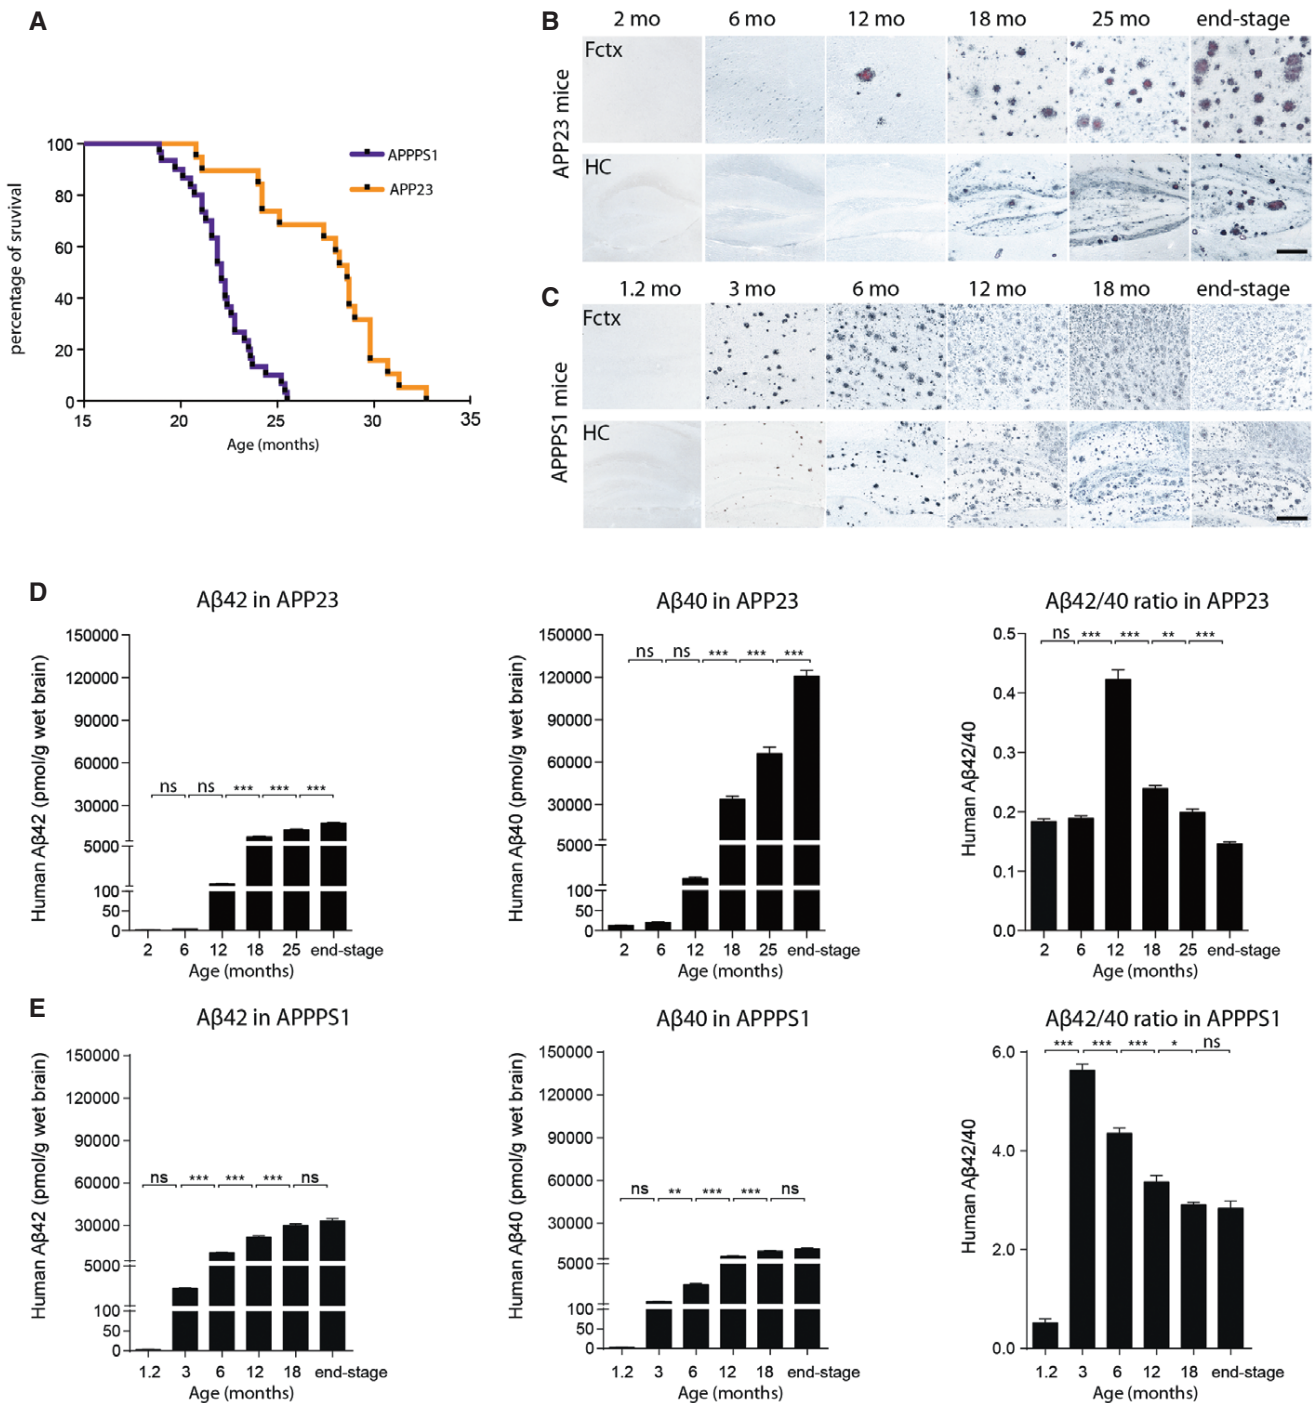 A
100
80
60
40
20
0
percentage of sruvival
15
20
25
30
35
Age (months)
APPPS1
APP23
B
2 mo
6 mo
12 mo
18 mo
25 mo
end-stage
APP23 mice
Fctx
HC
C
1.2 mo
3 mo
6 mo
12 mo
18 mo
end-stage
APPPS1 mice
Fctx
HC
D
Aβ42 in APP23
Human Aβ42 (pmol/g wet brain)
150000
120000
90000
60000
30000
5000
100
50
0
ns
ns
***
***
***
2
6
12
18
25
end-stage
Age (months)
Aβ40 in APP23
Human Aβ40 (pmol/g wet brain)
150000
120000
90000
60000
30000
5000
100
50
0
ns
ns
***
***
***
2
6
12
18
25
end-stage
Age (months)
Aβ42/40 ratio in APP23
Human Aβ42/40
0.5
0.4
0.3
0.2
0.1
0.0
ns
***
***
**
***
2
6
12
18
25
end-stage
Age (months)
E
Aβ42 in APPPS1
Human Aβ42 (pmol/g wet brain)
150000
120000
90000
60000
30000
5000
100
50
0
ns
***
***
***
ns
1.2
3
6
12
18
end-stage
Age (months)
Aβ40 in APPPS1
Human Aβ40 (pmol/g wet brain)
150000
120000
90000
60000
30000
5000
100
50
0
ns
**
***
***
ns
1.2
3
6
12
18
end-stage
Age (months)
Aβ42/40 ratio in APPPS1
Human Aβ42/40
6.0
4.0
2.0
0.0
***
***
***
*
ns
1.2
3
6
12
18
end-stage
Age (months)